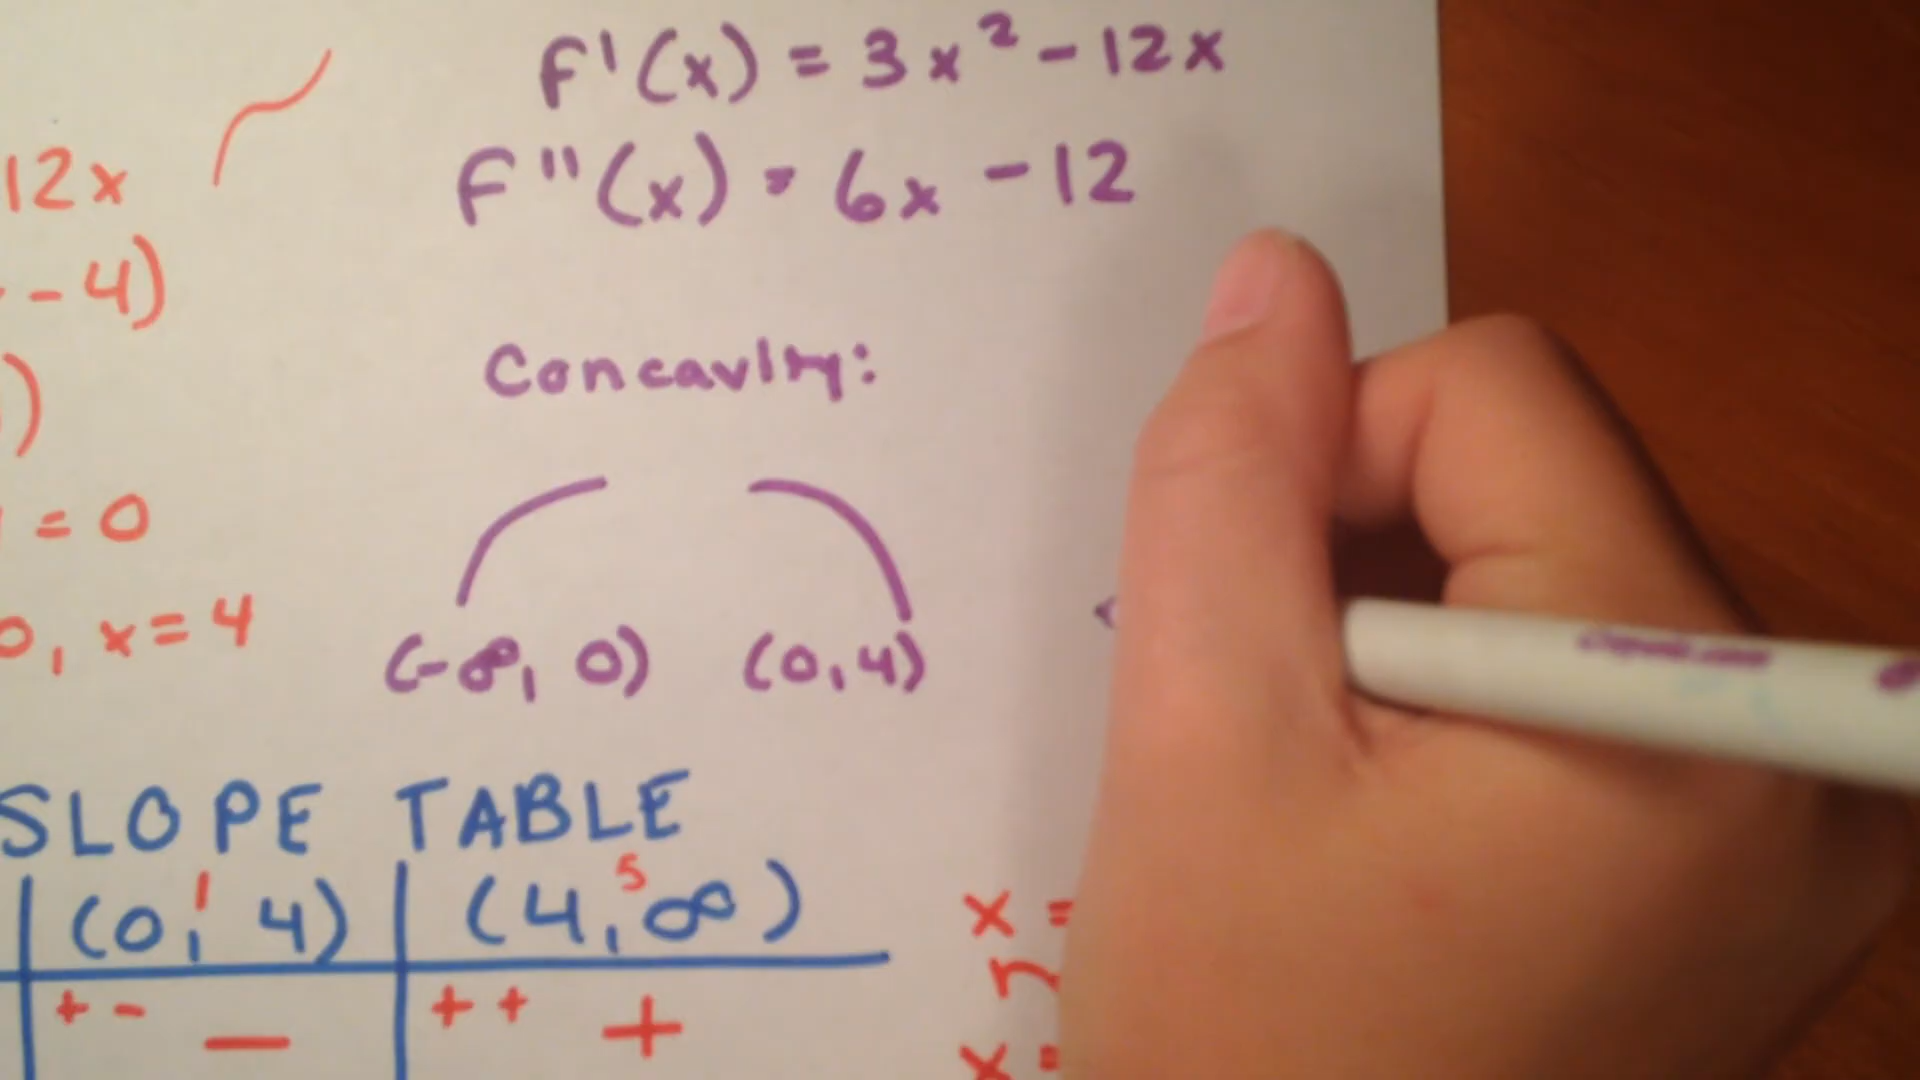 F'(x) = 3x² - 12x
F"(x) = 6x - 12
12x
- 4)
)
= 0
0, x = 4
Concavity:
(-∞, 0) (0, 4)
SLOPE TABLE
(0, 4) (4, ∞)
1 5
+ - − + + +
x =
x =